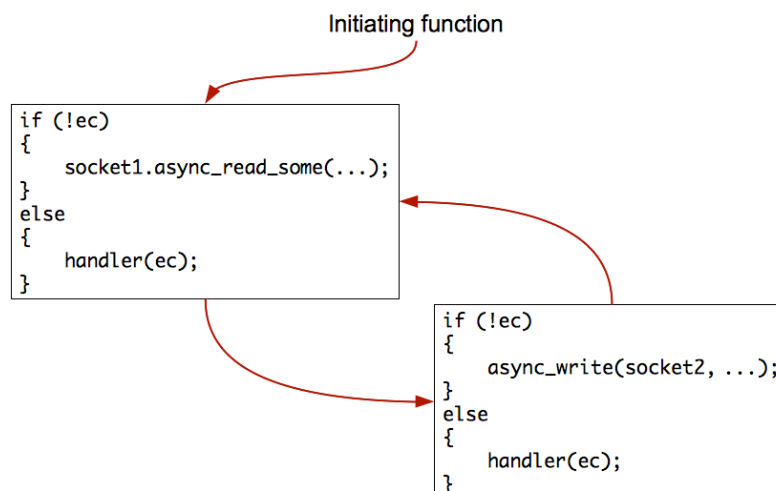 Initiating function
if (!ec)
{
    socket1.async_read_some(...);
}
else
{
    handler(ec);
}
if (!ec)
{
    async_write(socket2, ...);
}
else
{
    handler(ec);
}